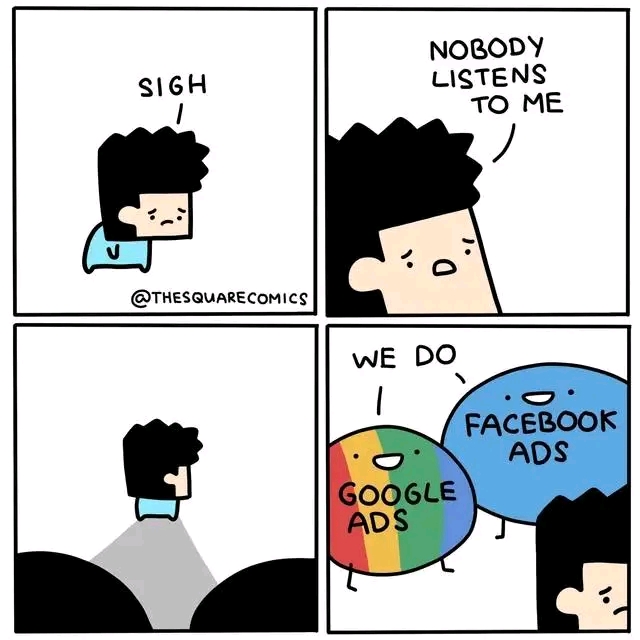 SIGH
@THESQUARECOMICS
NOBODY
LISTENS
TO ME
WE DO
GOOGLE
ADS
FACEBOOK
ADS